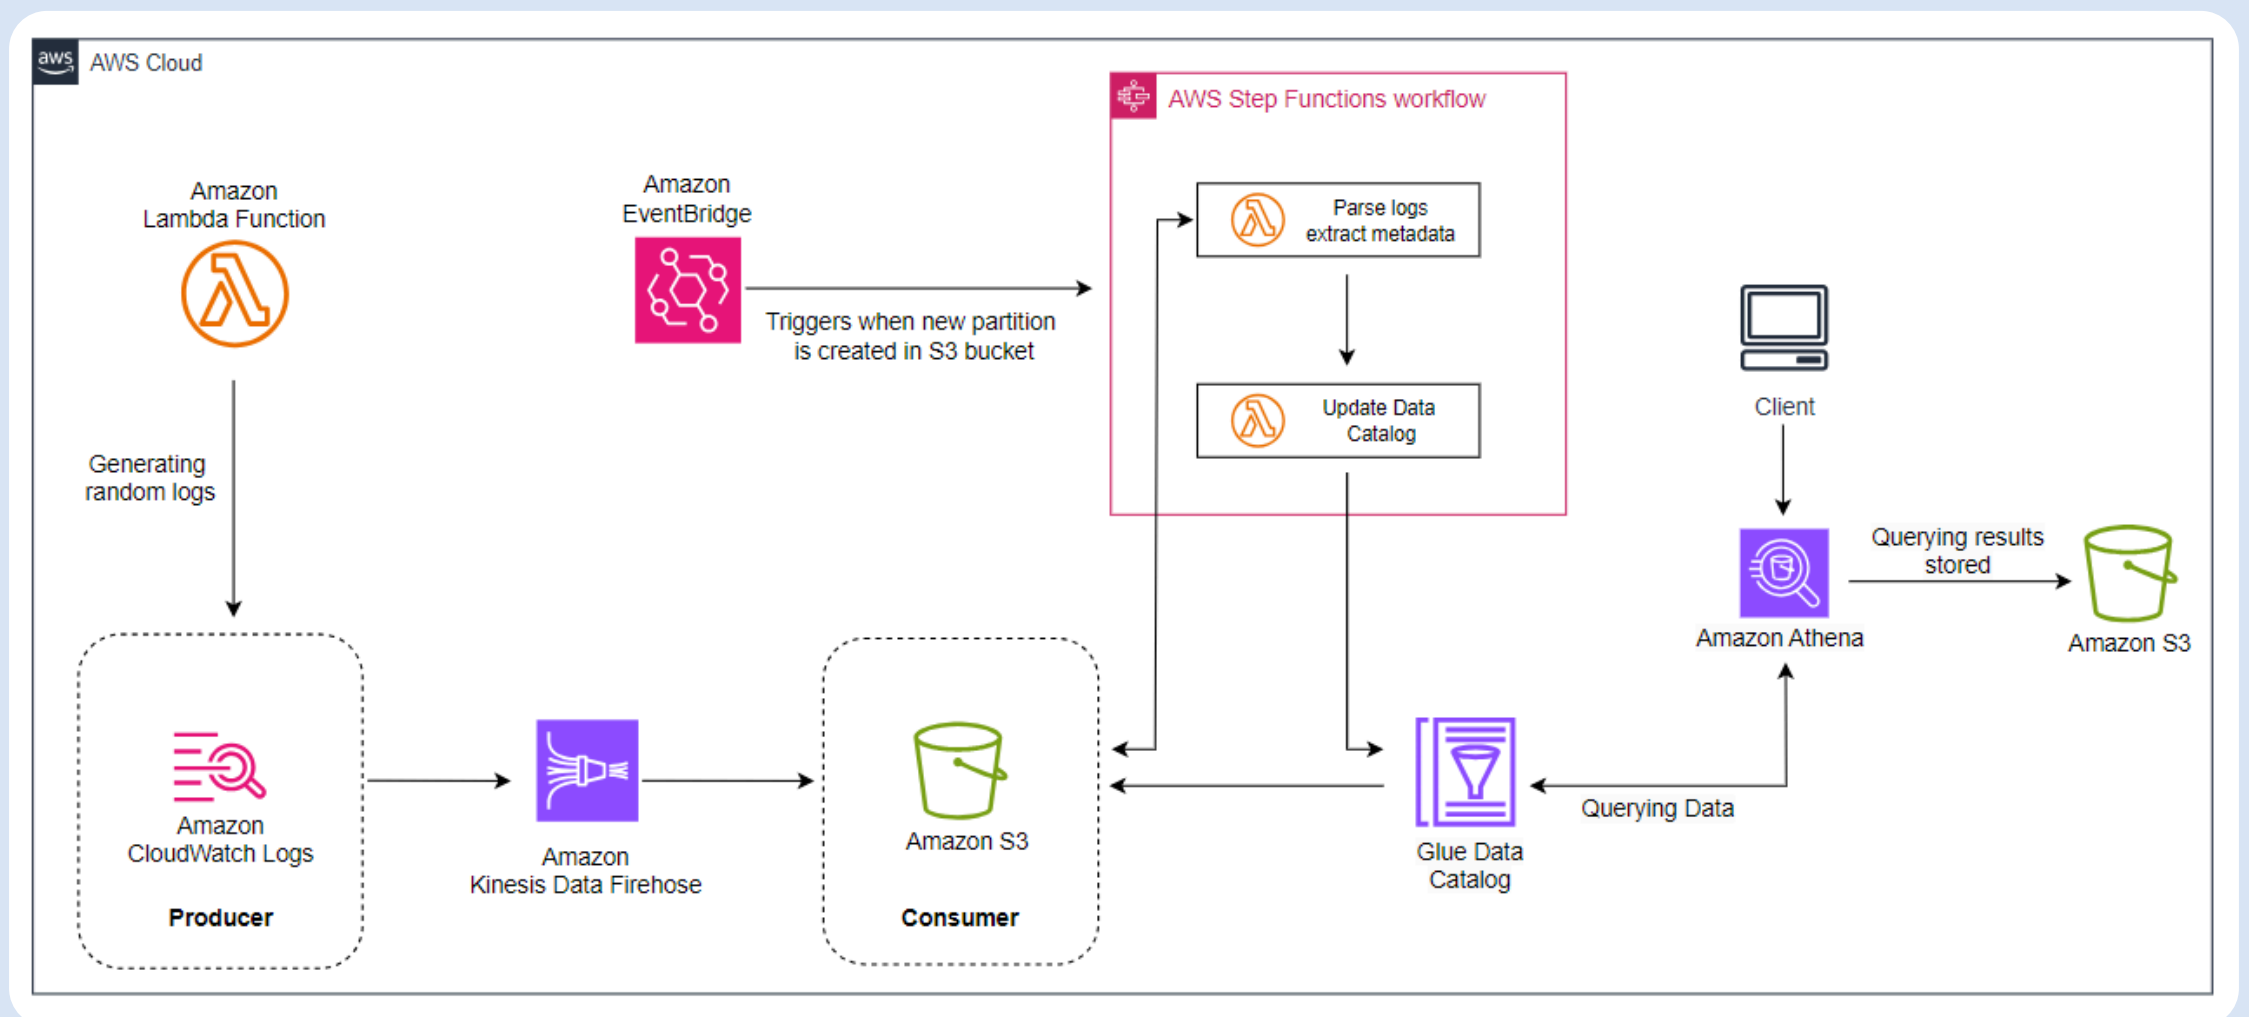 aws
AWS Cloud
AWS Step Functions workflow
Amazon
Lambda Function
Amazon
EventBridge
Parse logs
extract metadata
Triggers when new partition
is created in S3 bucket
Update Data
Catalog
Client
Generating
random logs
Querying results
stored
Amazon Athena
Amazon S3
Amazon
CloudWatch Logs
Producer
Amazon
Kinesis Data Firehose
Amazon S3
Consumer
Glue Data
Catalog
Querying Data